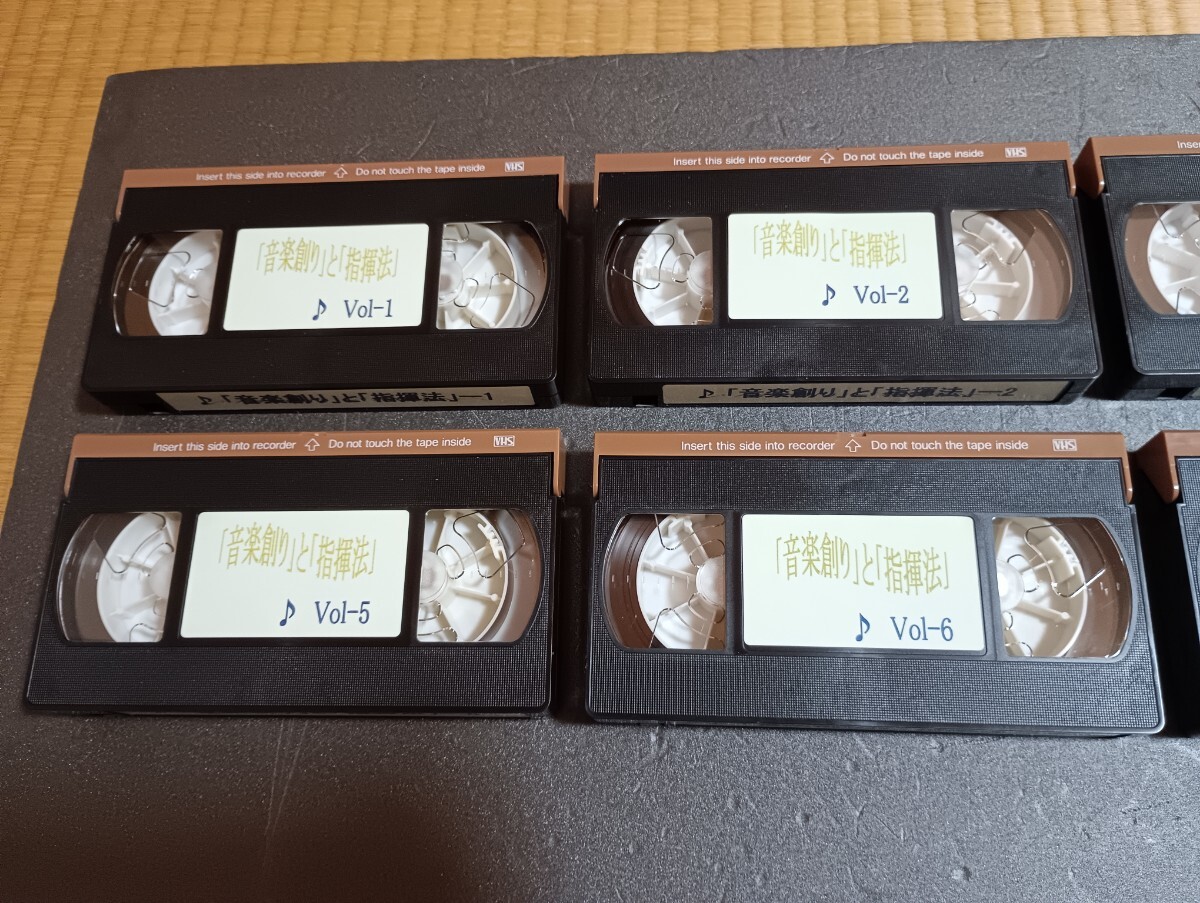 Insert this side into recorder ⇧ Do not touch the tape inside VHS
「音楽創り」と「指揮法」
♪ Vol-1
♪「音楽創り」と「指揮法」—1
Insert this side into recorder ⇧ Do not touch the tape inside VHS
「音楽創り」と「指揮法」
♪ Vol-2
♪「音楽創り」と「指揮法」—2
Inser
Insert this side into recorder ⇧ Do not touch the tape inside VHS
「音楽創り」と「指揮法」
♪ Vol-5
Insert this side into recorder ⇧ Do not touch the tape inside VHS
「音楽創り」と「指揮法」
♪ Vol-6